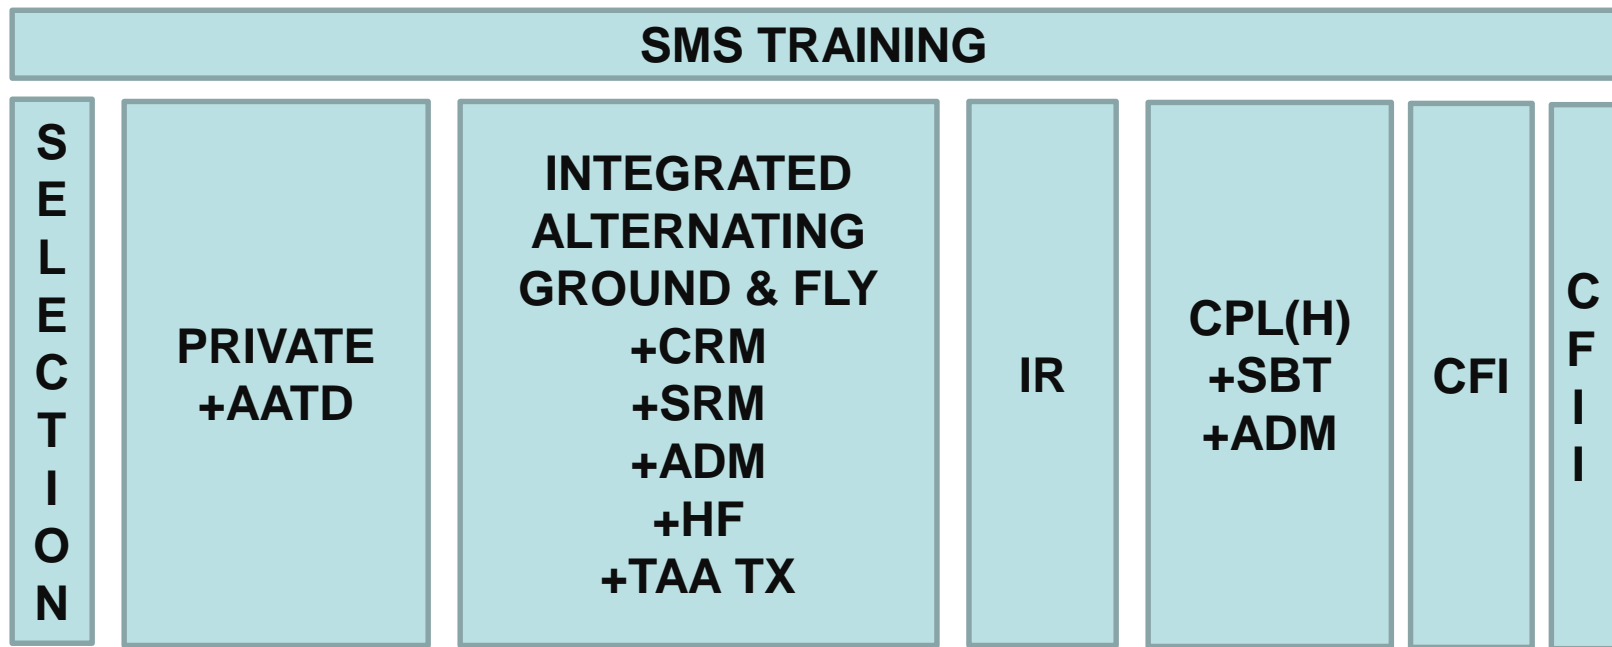 SMS TRAINING
SELECTION
PRIVATE
+AATD
INTEGRATED
ALTERNATING
GROUND & FLY
+CRM
+SRM
+ADM
+HF
+TAA TX
IR
CPL(H)
+SBT
+ADM
CFI
CFII